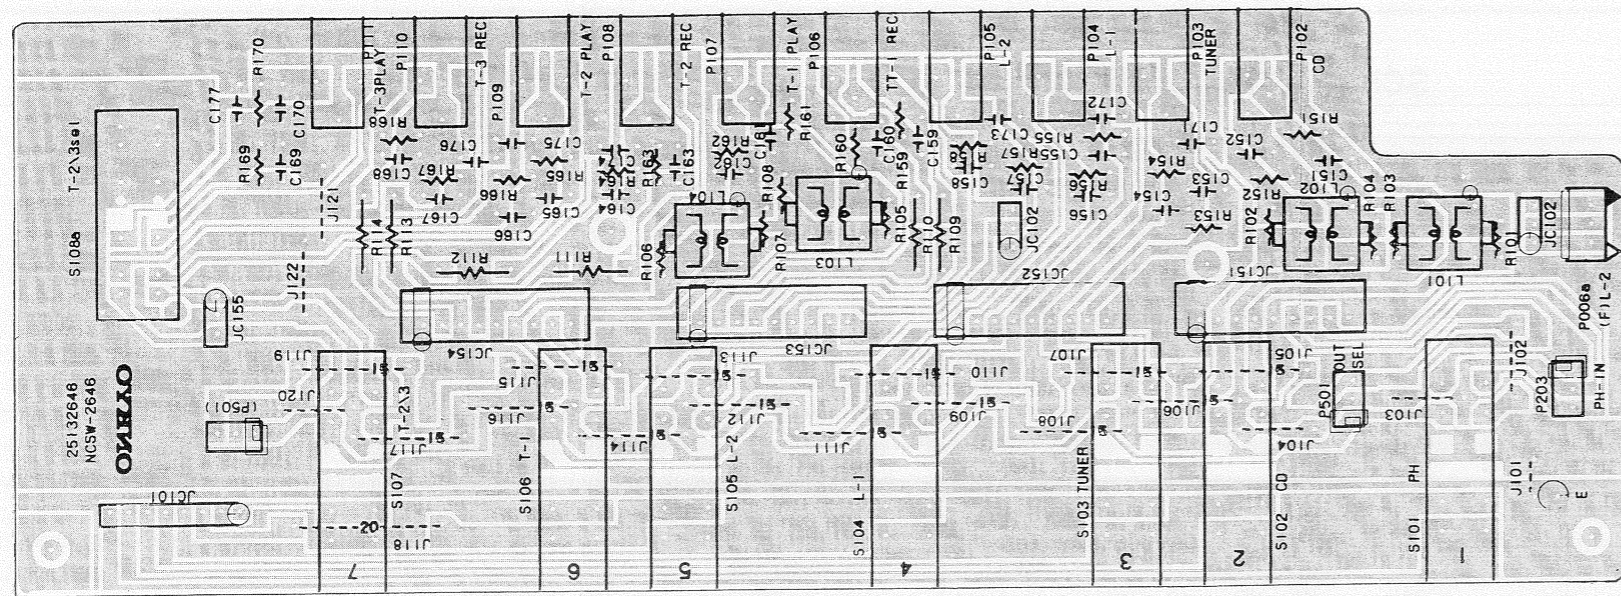 C177
R170
R169
C170
C169
P111
T-3PLAY
P110
R168
T-3 REC
P109
T-2 PLAY
P108
T-2 REC
P107
T-1 PLAY
P106
TT-1 REC
P105
L-2
P104
L-1
P103
TUNER
P102
CD
C168
R167
C167
C176
R166
C166
C175
R165
C165
C174
R164
C164
R163
C163
R162
C162
C161
R161
R160
C160
R159
C159
R158
C158
C173
R157
C157
R155
C155
C172
R156
C156
C171
R154
C154
C153
R153
C152
R152
R151
C151
S108a T-2\3sel
J121
J122
R114
R113
R112
R111
R106
L104
R108
R107
L103
R105
R110
R109
JC102
R102
L102
R104
R103
L101
R101
JC102
P006a
(F)L-2
JC155
JC154
JC153
JC152
JC151
25132646
NCSW-2646
ONKYO
(P501)
JC101
J119
J120
J117
J118
20
T-2\3
S107
7
J115
J116
J114
S106 T-1
6
J113
J112
S105 L-2
5
J111
J110
J109
S104 L-1
4
J107
J108
S103 TUNER
3
J106
J105
J104
S102 CD
2
P501
OUT
SEL
J103
S101 PH
1
J102
J101
P203
PH-IN
E